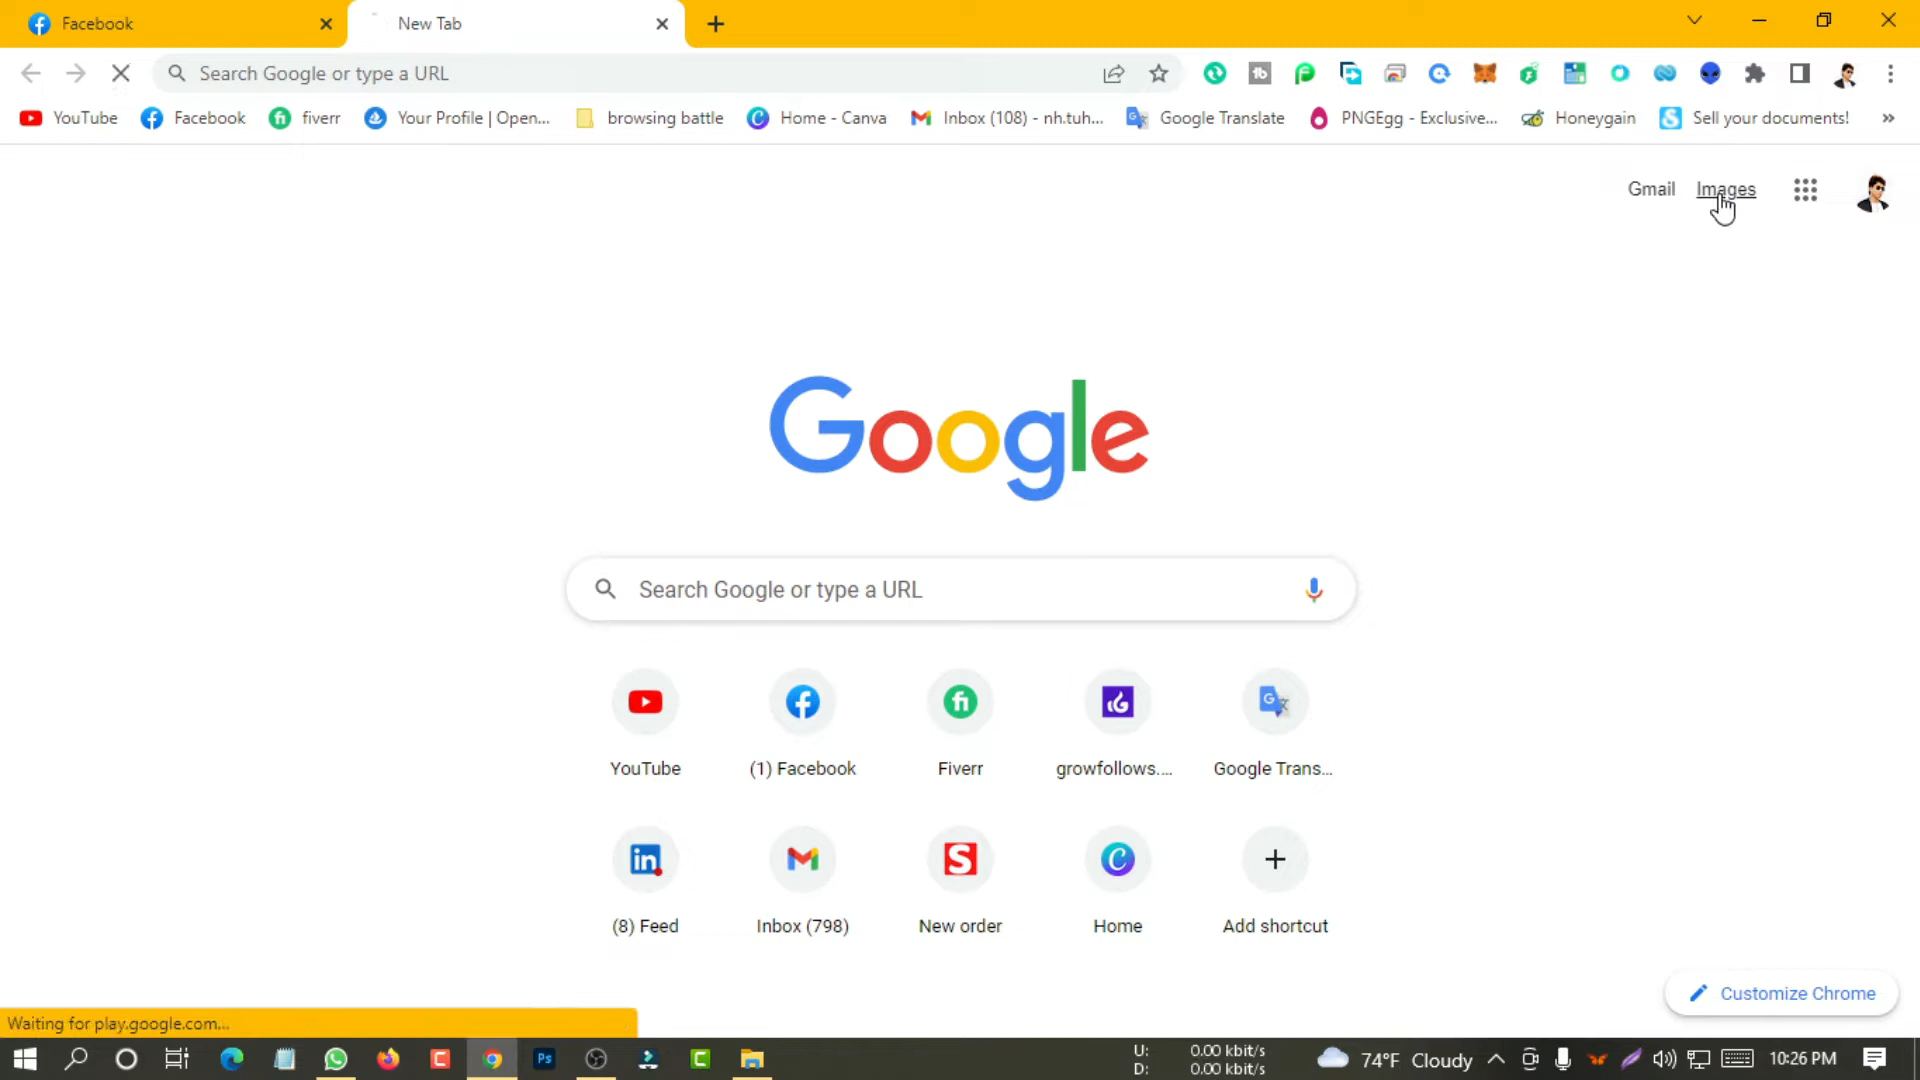 Facebook
New Tab
Search Google or type a URL
YouTube
Facebook
fiverr
Your Profile | Open...
browsing battle
Home - Canva
Inbox (108) - nh.tuh...
Google Translate
PNGEgg - Exclusive...
Honeygain
Sell your documents!
Gmail
Images
Google
Search Google or type a URL
YouTube
(1) Facebook
Fiverr
growfollows....
Google Trans...
(8) Feed
Inbox (798)
New order
Home
Add shortcut
Customize Chrome
Waiting for play.google.com...
U: 0.00 kbit/s
D: 0.00 kbit/s
74°F Cloudy
10:26 PM